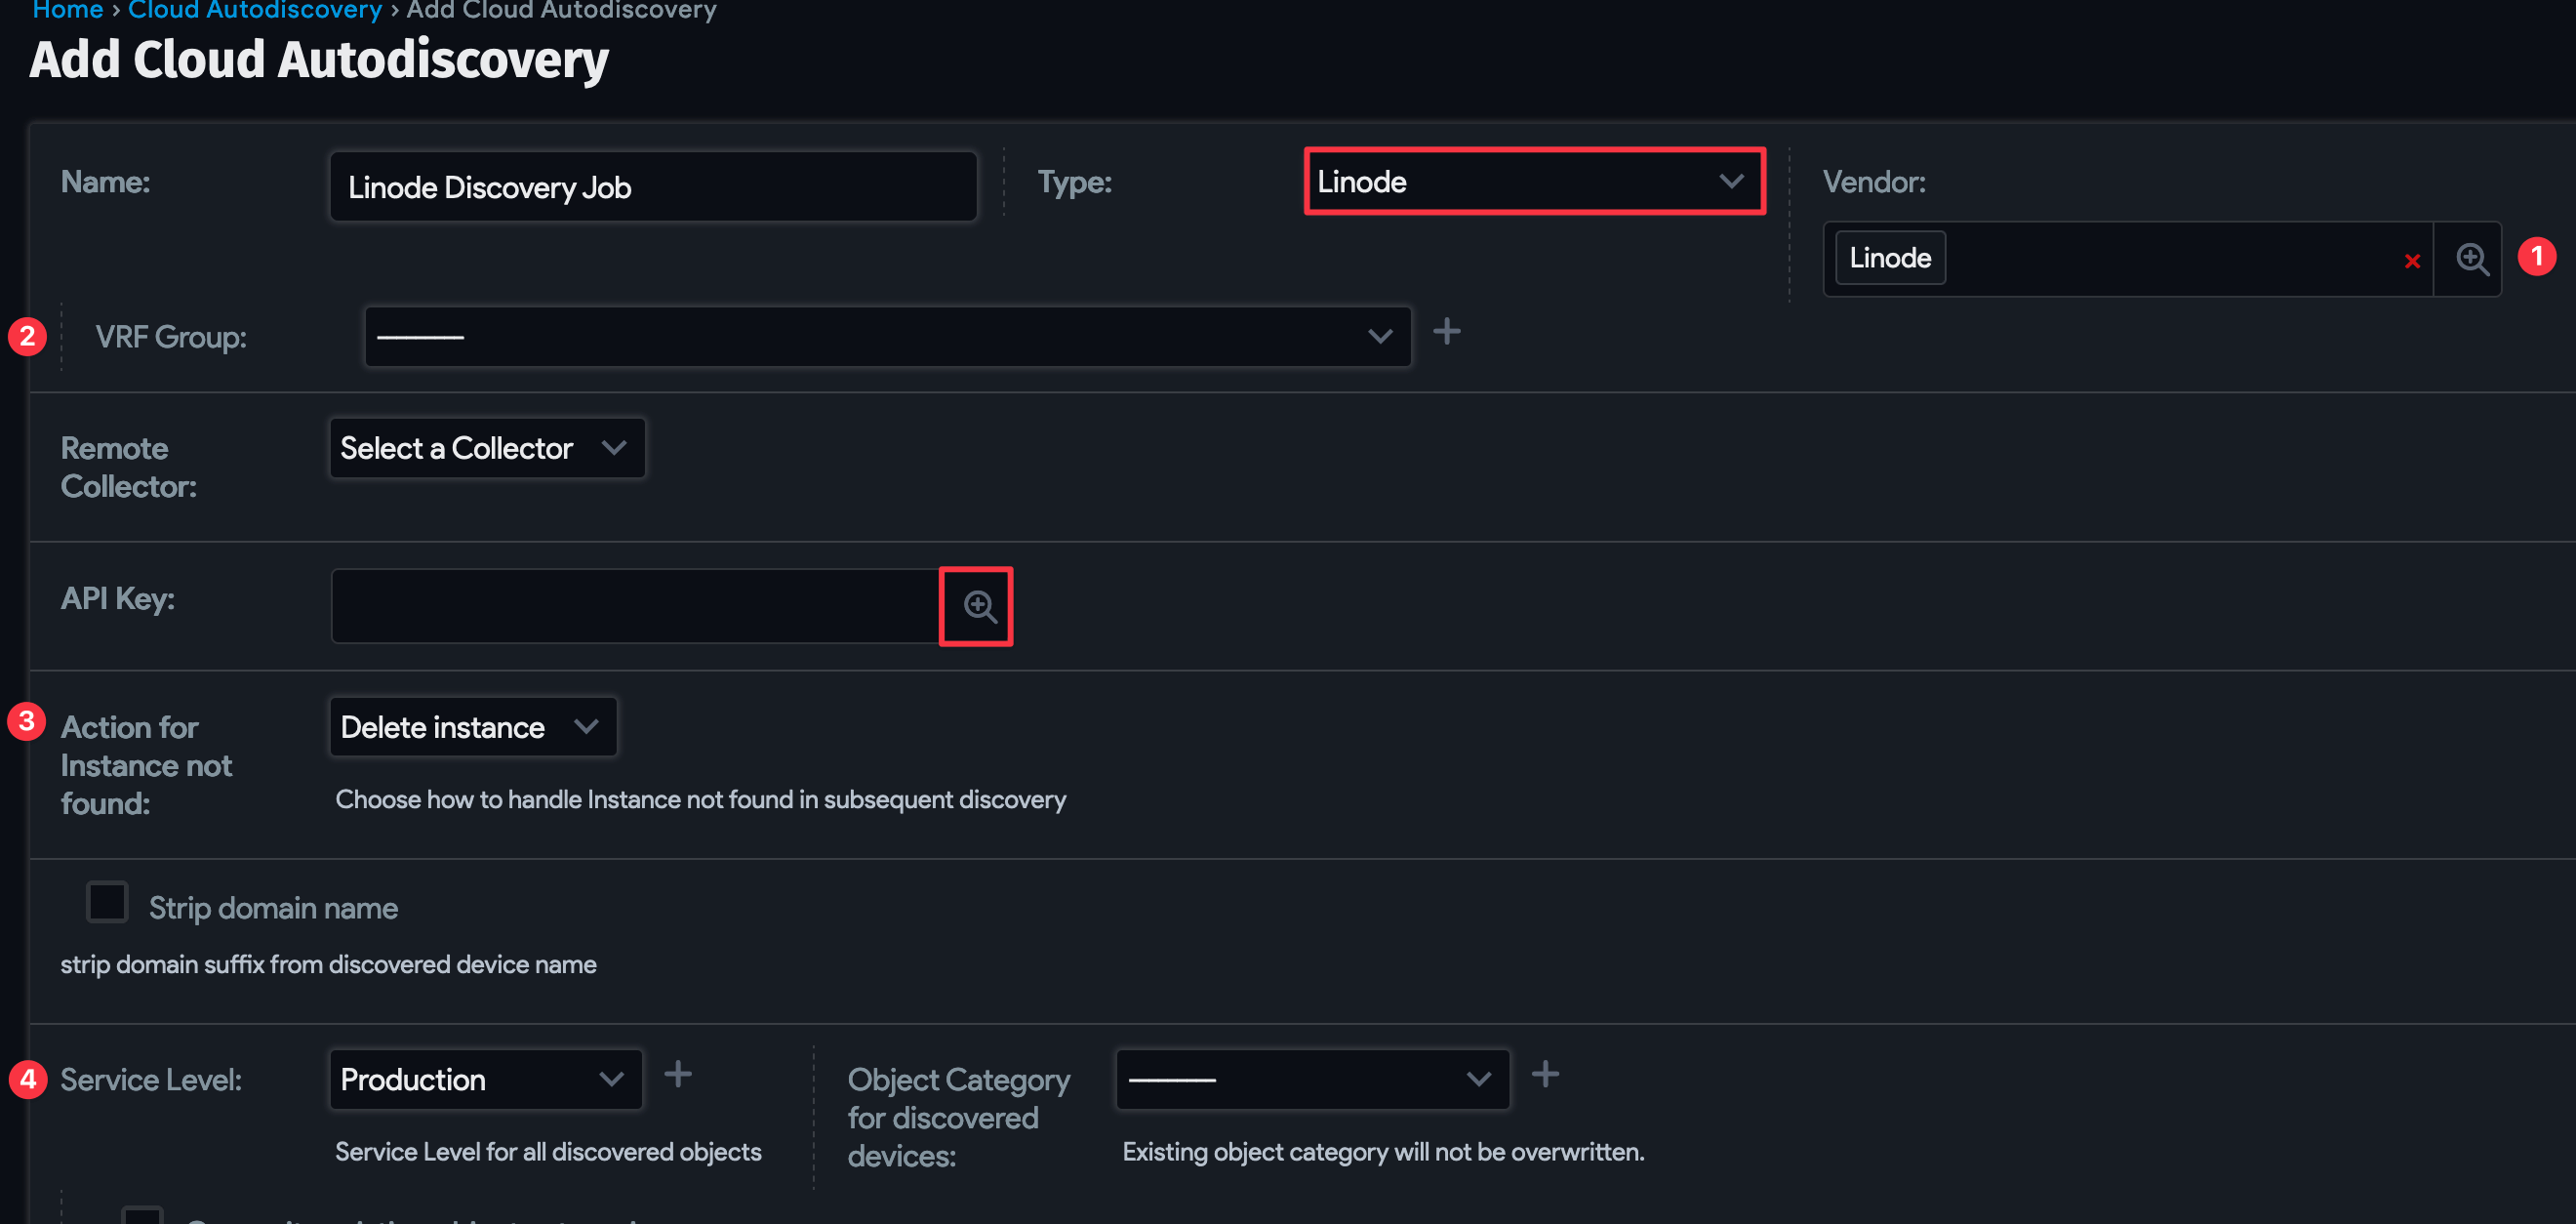 Home › Cloud Autodiscovery › Add Cloud Autodiscovery
Add Cloud Autodiscovery
Name:
Linode Discovery Job
Type:
Linode
Vendor:
Linode
×
1
2
VRF Group:
---------
Remote
Collector:
Select a Collector
API Key:
3
Action for
Instance not
found:
Delete instance
Choose how to handle Instance not found in subsequent discovery
Strip domain name
strip domain suffix from discovered device name
4
Service Level:
Production
Service Level for all discovered objects
Object Category
for discovered
devices:
---------
Existing object category will not be overwritten.